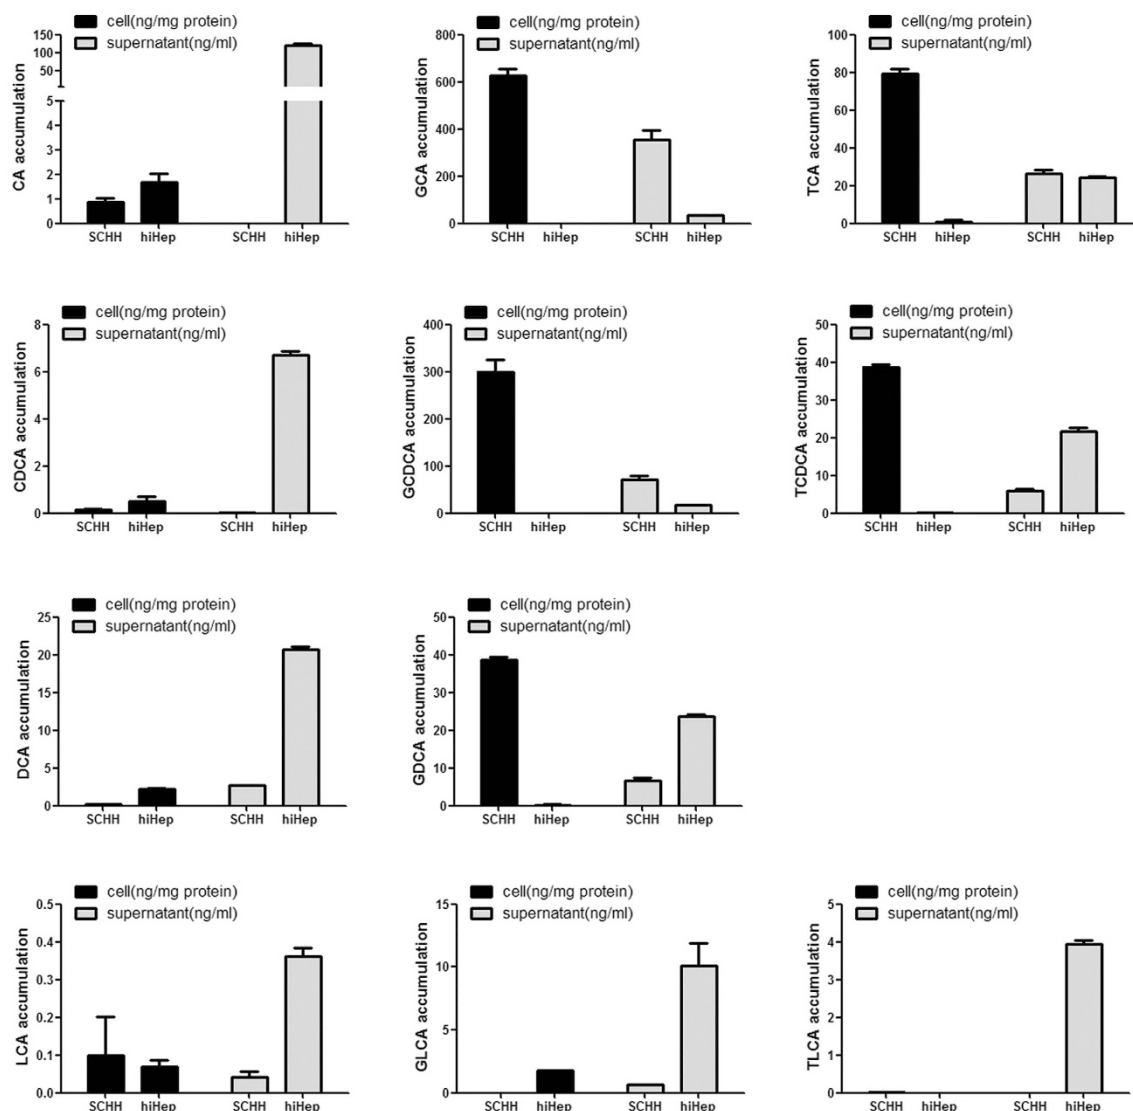 cell(ng/mg protein)
supernatant(ng/ml)
CA accumulation
150
100
50
5
4
3
2
1
0
SCHH hiHep SCHH hiHep
cell(ng/mg protein)
supernatant(ng/ml)
GCA accumulation
800
600
400
200
0
SCHH hiHep SCHH hiHep
cell(ng/mg protein)
supernatant(ng/ml)
TCA accumulation
100
80
60
40
20
0
SCHH hiHep SCHH hiHep
cell(ng/mg protein)
supernatant(ng/ml)
CDCA accumulation
8
6
4
2
0
SCHH hiHep SCHH hiHep
cell(ng/mg protein)
supernatant(ng/ml)
GCDCA accumulation
400
300
200
100
0
SCHH hiHep SCHH hiHep
cell(ng/mg protein)
supernatant(ng/ml)
TCDCA accumulation
50
40
30
20
10
0
SCHH hiHep SCHH hiHep
cell(ng/mg protein)
supernatant(ng/ml)
DCA accumulation
25
20
15
10
5
0
SCHH hiHep SCHH hiHep
cell(ng/mg protein)
supernatant(ng/ml)
GDCA accumulation
50
40
30
20
10
0
SCHH hiHep SCHH hiHep
cell(ng/mg protein)
supernatant(ng/ml)
LCA accumulation
0.5
0.4
0.3
0.2
0.1
0.0
SCHH hiHep SCHH hiHep
cell(ng/mg protein)
supernatant(ng/ml)
GLCA accumulation
15
10
5
0
SCHH hiHep SCHH hiHep
cell(ng/mg protein)
supernatant(ng/ml)
TLCA accumulation
5
4
3
2
1
0
SCHH hiHep SCHH hiHep